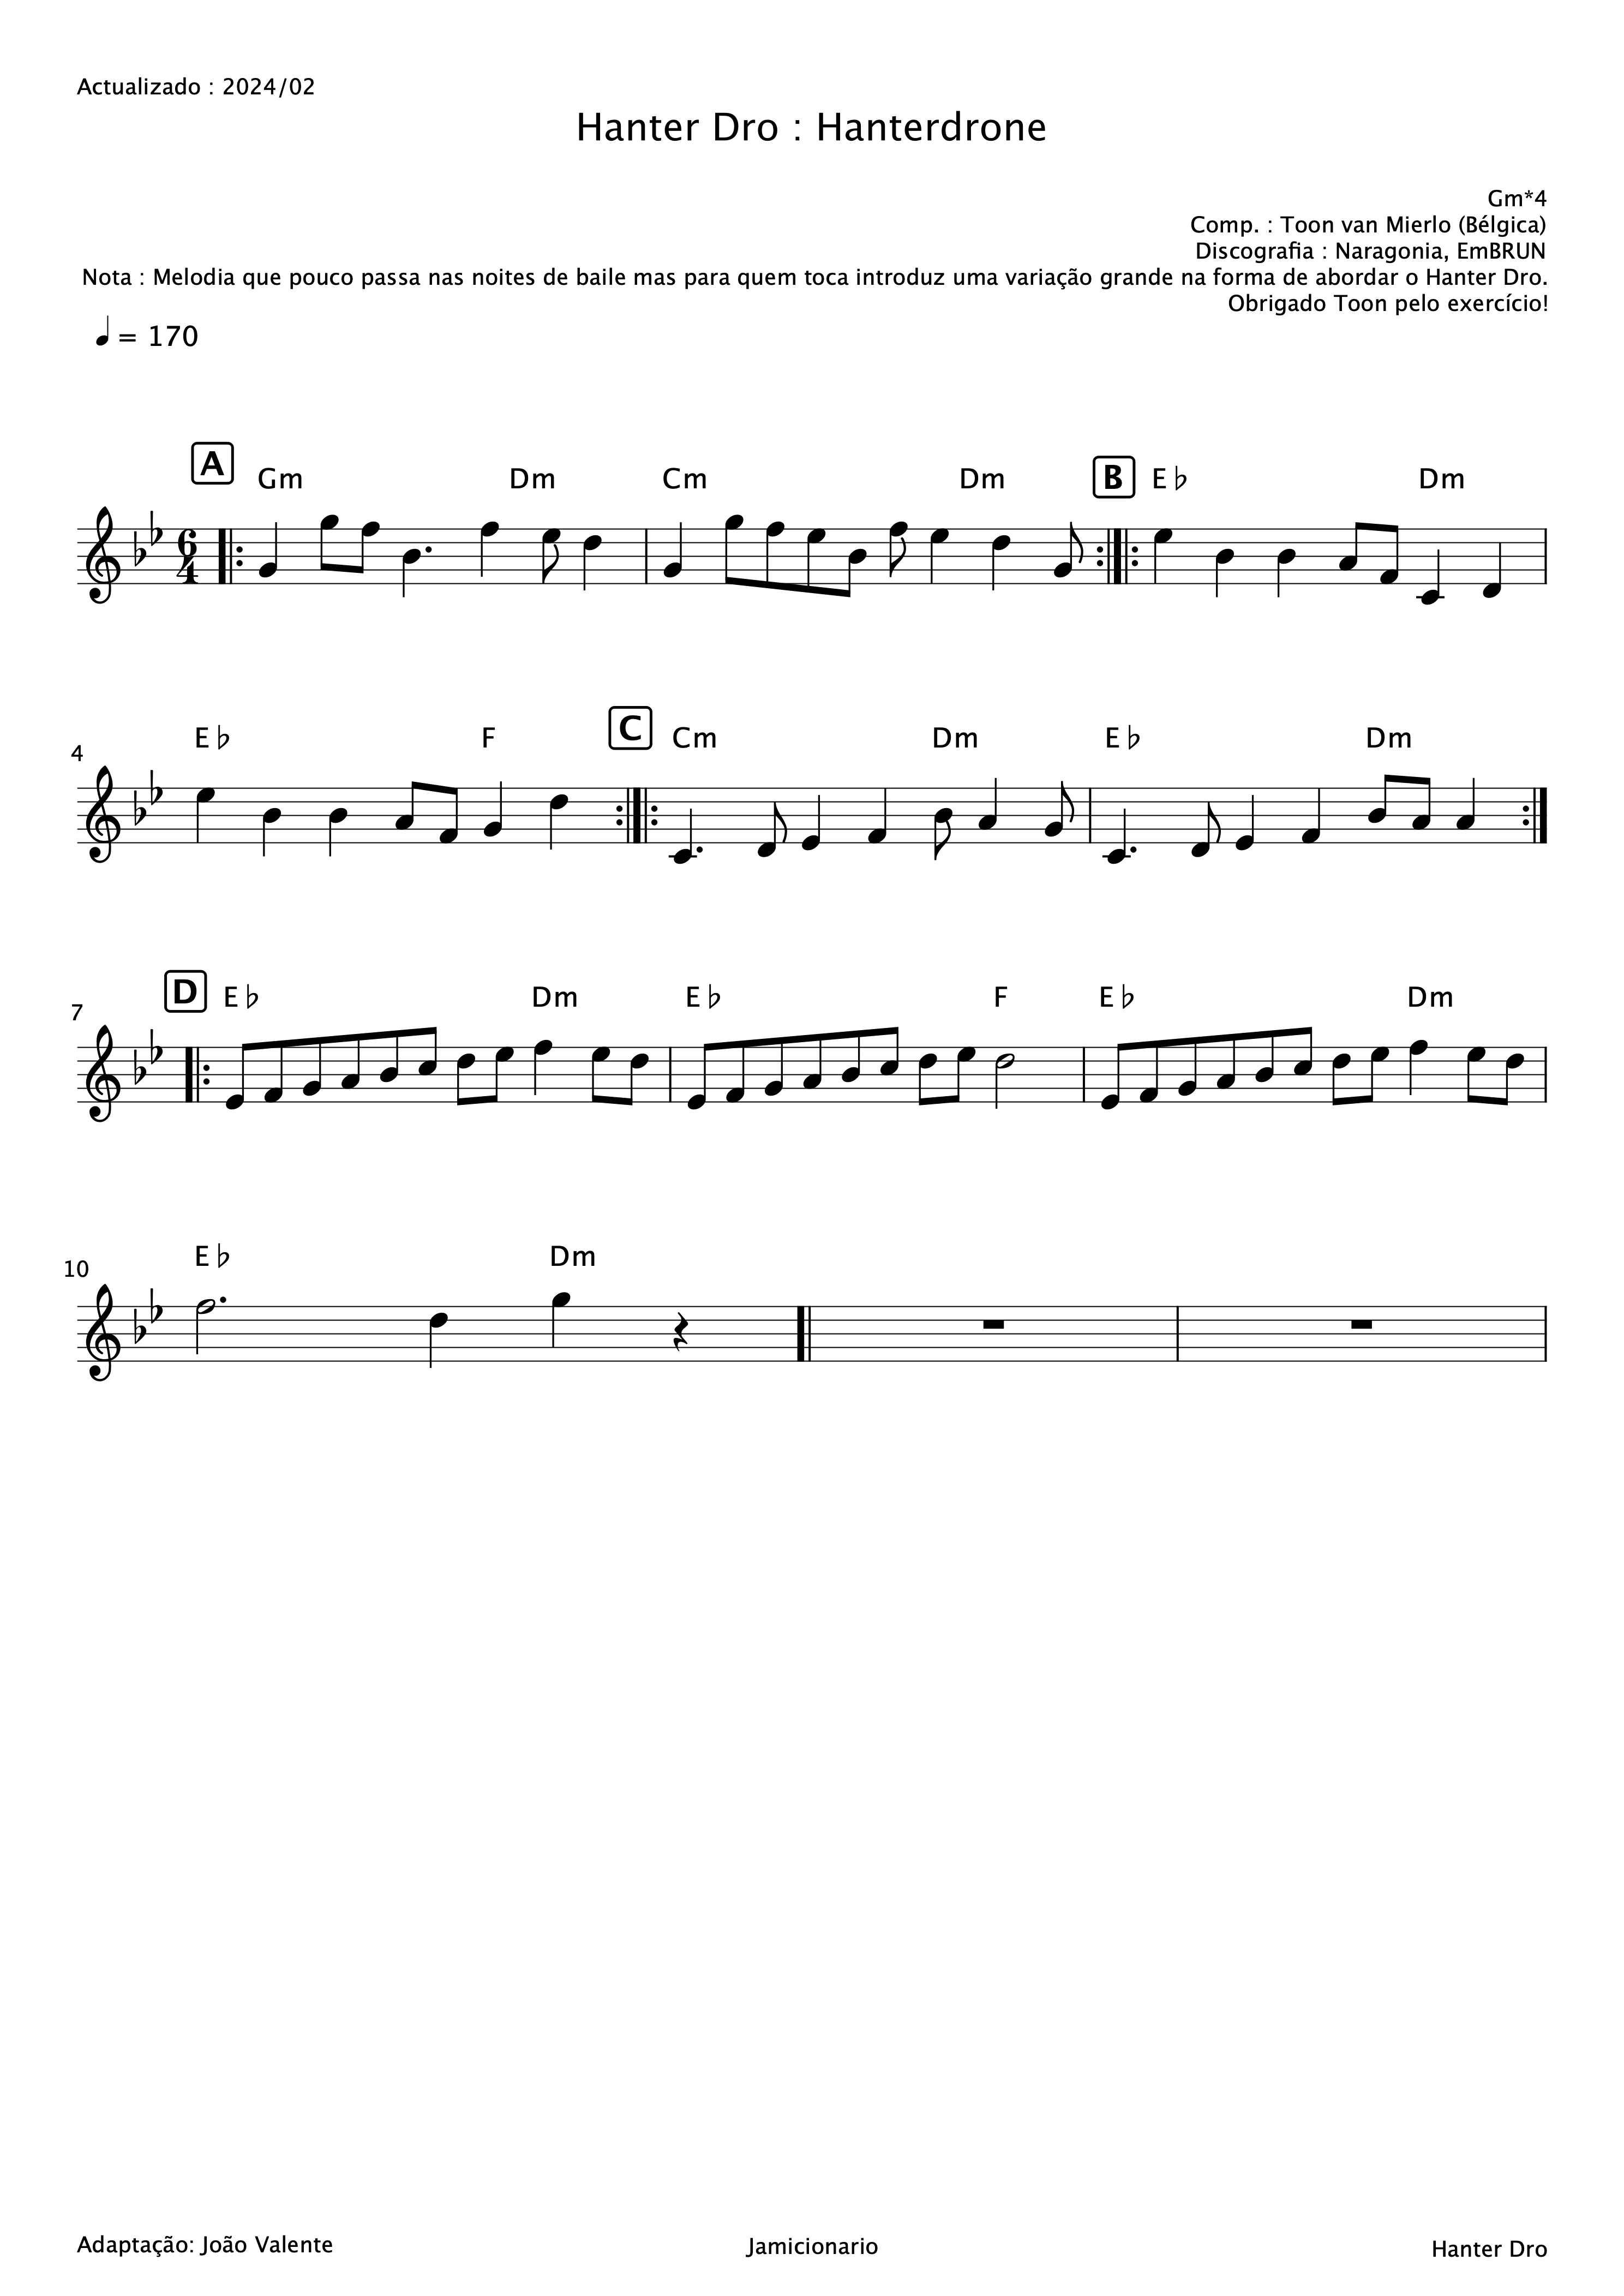 Actualizado : 2024/02
Hanter Dro : Hanterdrone
Gm*4
Comp. : Toon van Mierlo (Bélgica)
Discografia : Naragonia, EmBRUN
Nota : Melodia que pouco passa nas noites de baile mas para quem toca introduz uma variação grande na forma de abordar o Hanter Dro.
Obrigado Toon pelo exercício!
= 170
A Gm Dm Cm Dm B E♭ Dm
6
4
E♭ F C Cm Dm E♭ Dm
4
D E♭ Dm E♭ F E♭ Dm
7
E♭ Dm
10
Adaptação: João Valente Jamicionario Hanter Dro